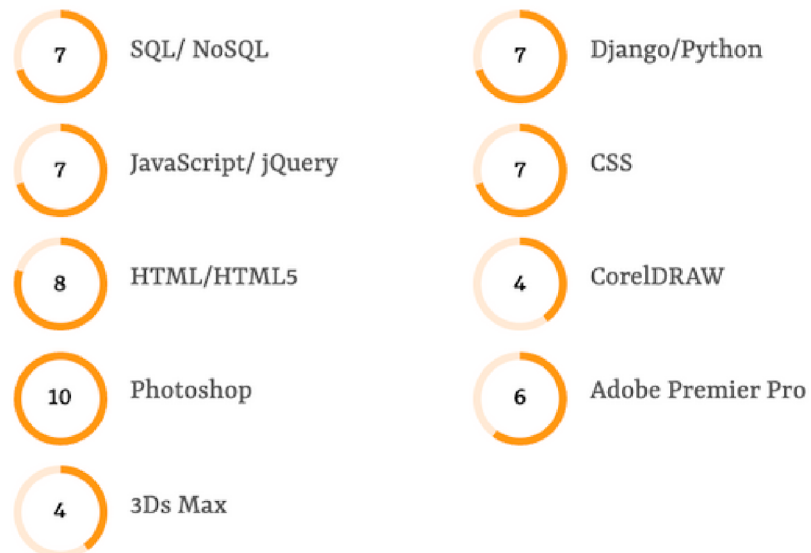 7 SQL/ NoSQL
7 Django/Python
7 JavaScript/ jQuery
7 CSS
8 HTML/HTML5
4 CorelDRAW
10 Photoshop
6 Adobe Premier Pro
4 3Ds Max